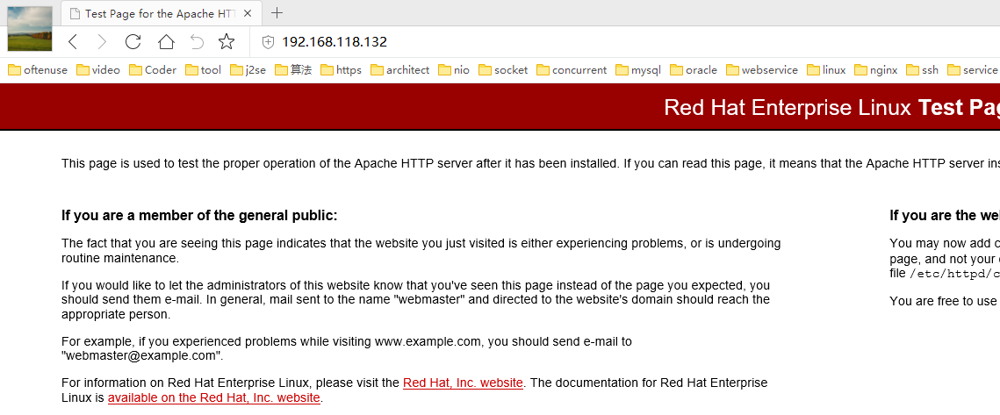 Test Page for the Apache HT
192.168.118.132
oftenuse video Coder tool j2se 算法 https architect nio socket concurrent mysql oracle webservice linux nginx ssh service
Red Hat Enterprise Linux Test Pag
This page is used to test the proper operation of the Apache HTTP server after it has been installed. If you can read this page, it means that the Apache HTTP server ins
If you are a member of the general public:
The fact that you are seeing this page indicates that the website you just visited is either experiencing problems, or is undergoing
routine maintenance.
If you would like to let the administrators of this website know that you've seen this page instead of the page you expected, you
should send them e-mail. In general, mail sent to the name "webmaster" and directed to the website's domain should reach the
appropriate person.
For example, if you experienced problems while visiting www.example.com, you should send e-mail to
"webmaster@example.com".
For information on Red Hat Enterprise Linux, please visit the Red Hat, Inc. website. The documentation for Red Hat Enterprise
Linux is available on the Red Hat, Inc. website.
If you are the we
You may now add c
page, and not your
file /etc/httpd/c
You are free to use